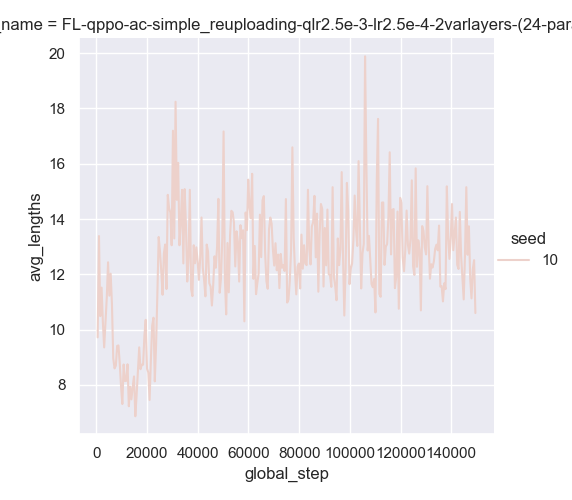 _name = FL-qppo-ac-simple_reuploading-qlr2.5e-3-lr2.5e-4-2varlayers-(24-par
20
18
16
14
12
10
8
avg_lengths
0 20000 40000 60000 80000 100000 120000 140000
global_step
seed
10